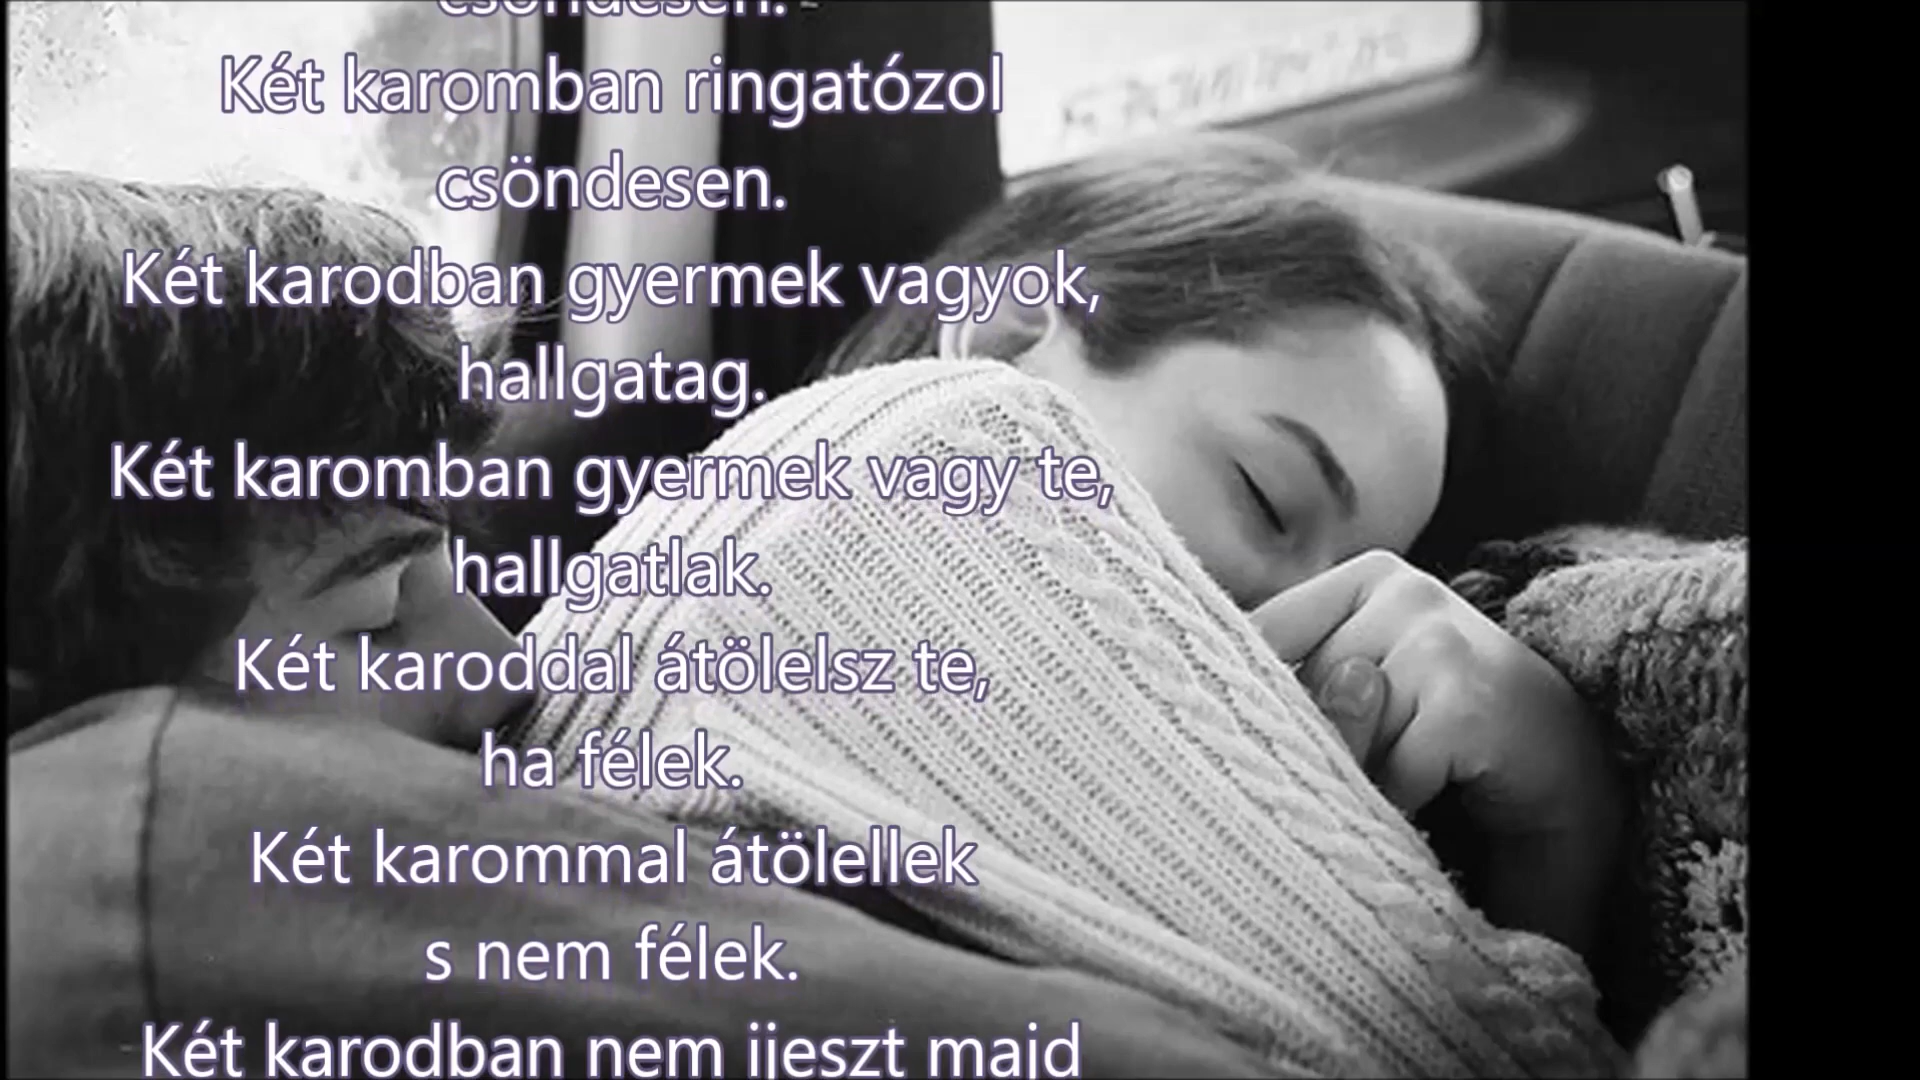 csöndesen.
Két karomban ringatózol
csöndesen.
Két karodban gyermek vagyok,
hallgatag.
Két karomban gyermek vagy te,
hallgatlak.
Két karoddal átölelsz te,
ha félek.
Két karommal átölellek
s nem félek.
Két karodban nem ijeszt majd